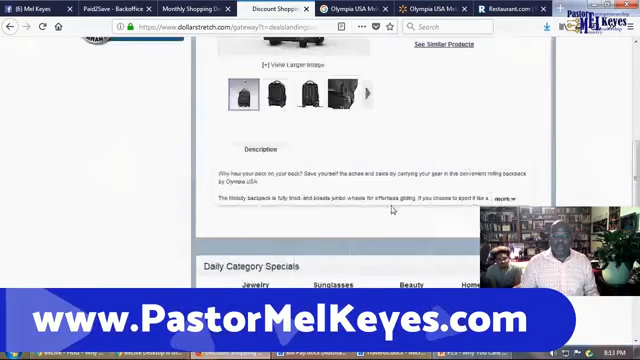 (8) Mel Keyes
Paid2Save - Backoffice
Monthly Shopping De
Discount Shoppin
Olympia USA Mel
Olympia USA Mel
Restaurant.com
https://www.dollarstretch.com/gateway?t=dealslanding
Search
Pastor
MEL Keyes
BRAND
See Similar Products
[+] View Larger Image
Description
Why hurt your back on your pack? Save yourself the aches and pains by carrying your gear in this convenient rolling backpack
by Olympia USA.
The Melody backpack is fully lined, and boasts jumbo wheels for effortless gliding. If you choose to sport it like a
more
Daily Category Specials
Jewelry
Sunglasses
Beauty
Home
www.PastorMelKeyes.com
Discount Shopping
8:13 PM